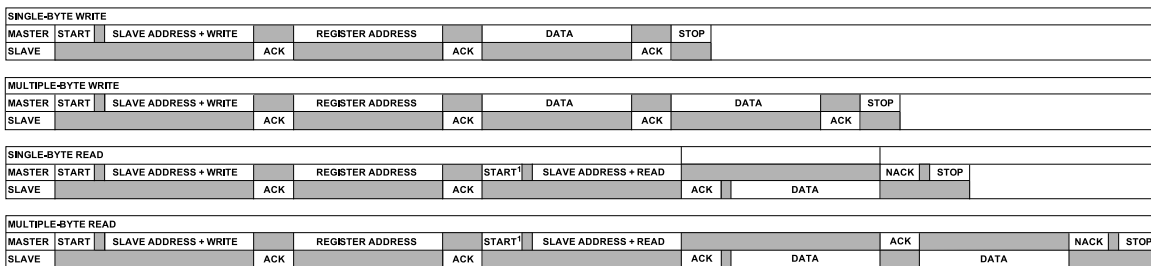 SINGLE-BYTE WRITE
MASTER START SLAVE ADDRESS + WRITE REGISTER ADDRESS DATA STOP
SLAVE ACK ACK ACK
MULTIPLE-BYTE WRITE
MASTER START SLAVE ADDRESS + WRITE REGISTER ADDRESS DATA DATA STOP
SLAVE ACK ACK ACK ACK
SINGLE-BYTE READ
MASTER START SLAVE ADDRESS + WRITE REGISTER ADDRESS START¹ SLAVE ADDRESS + READ NACK STOP
SLAVE ACK ACK ACK DATA
MULTIPLE-BYTE READ
MASTER START SLAVE ADDRESS + WRITE REGISTER ADDRESS START¹ SLAVE ADDRESS + READ ACK NACK STOP
SLAVE ACK ACK ACK DATA DATA